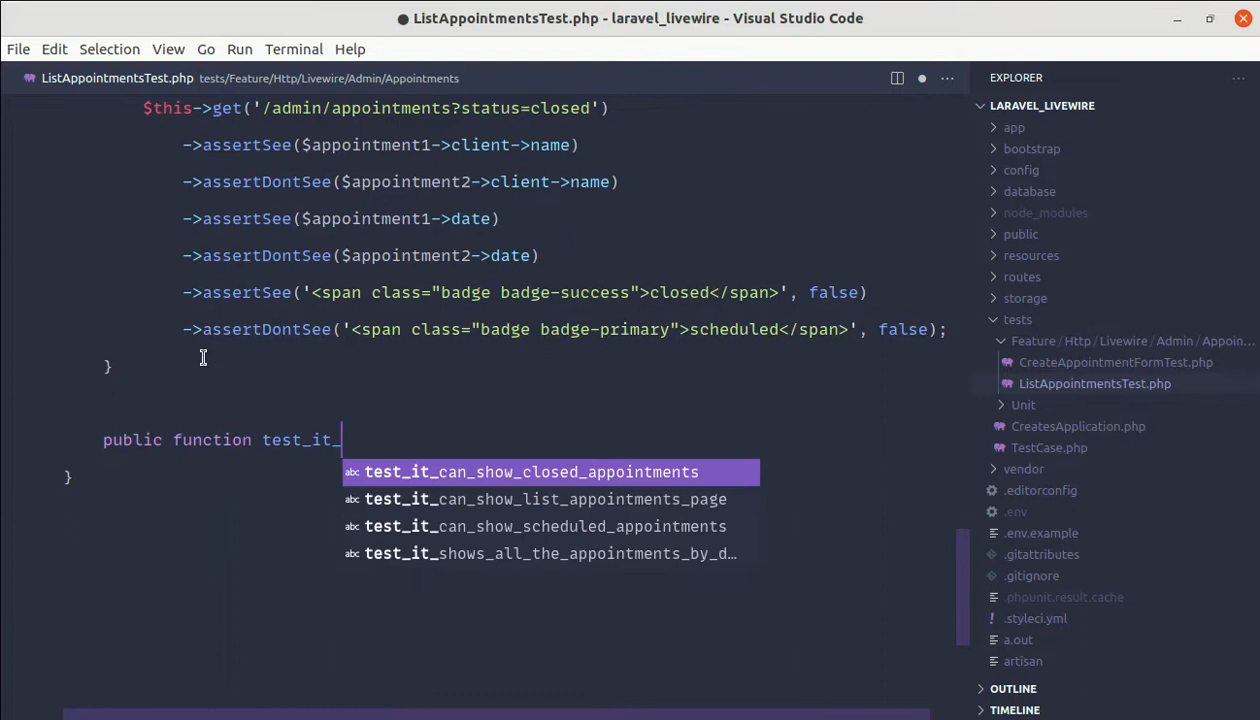 ListAppointmentsTest.php - laravel_livewire - Visual Studio Code
File Edit Selection View Go Run Terminal Help
ListAppointmentsTest.php tests/Feature/Http/Livewire/Admin/Appointments
$this->get('/admin/appointments?status=closed')
->assertSee($appointment1->client->name)
->assertDontSee($appointment2->client->name)
->assertSee($appointment1->date)
->assertDontSee($appointment2->date)
->assertSee('<span class="badge badge-success">closed</span>', false)
->assertDontSee('<span class="badge badge-primary">scheduled</span>', false);
}
public function test_it_
abc test_it_can_show_closed_appointments
abc test_it_can_show_list_appointments_page
abc test_it_can_show_scheduled_appointments
abc test_it_shows_all_the_appointments_by_d…
}
EXPLORER
LARAVEL_LIVEWIRE
app
bootstrap
config
database
node_modules
public
resources
routes
storage
tests
Feature / Http / Livewire / Admin / Appoin…
CreateAppointmentFormTest.php
ListAppointmentsTest.php
Unit
CreatesApplication.php
TestCase.php
vendor
.editorconfig
.env
.env.example
.gitattributes
.gitignore
.phpunit.result.cache
.styleci.yml
a.out
artisan
OUTLINE
TIMELINE